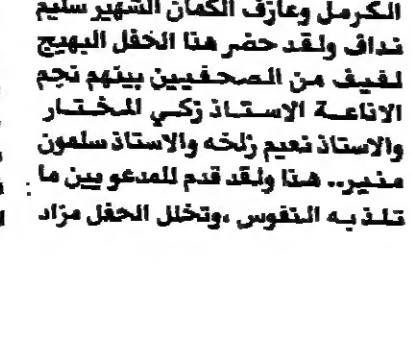 الكرمل وعازف الكمان الشهير سليم
نداف ولقد حضر هذا الحفل البهيج
لفيف من الصحفيين بينهم نجم
الاذاعة الاستاذ زكي المختار
والاستاذ نعيم زلخه والاستاذ سلمون
منير.. هذا ولقد قدم للمدعويين ما
تلذ به النفوس ،وتخلل الحفل مزاد